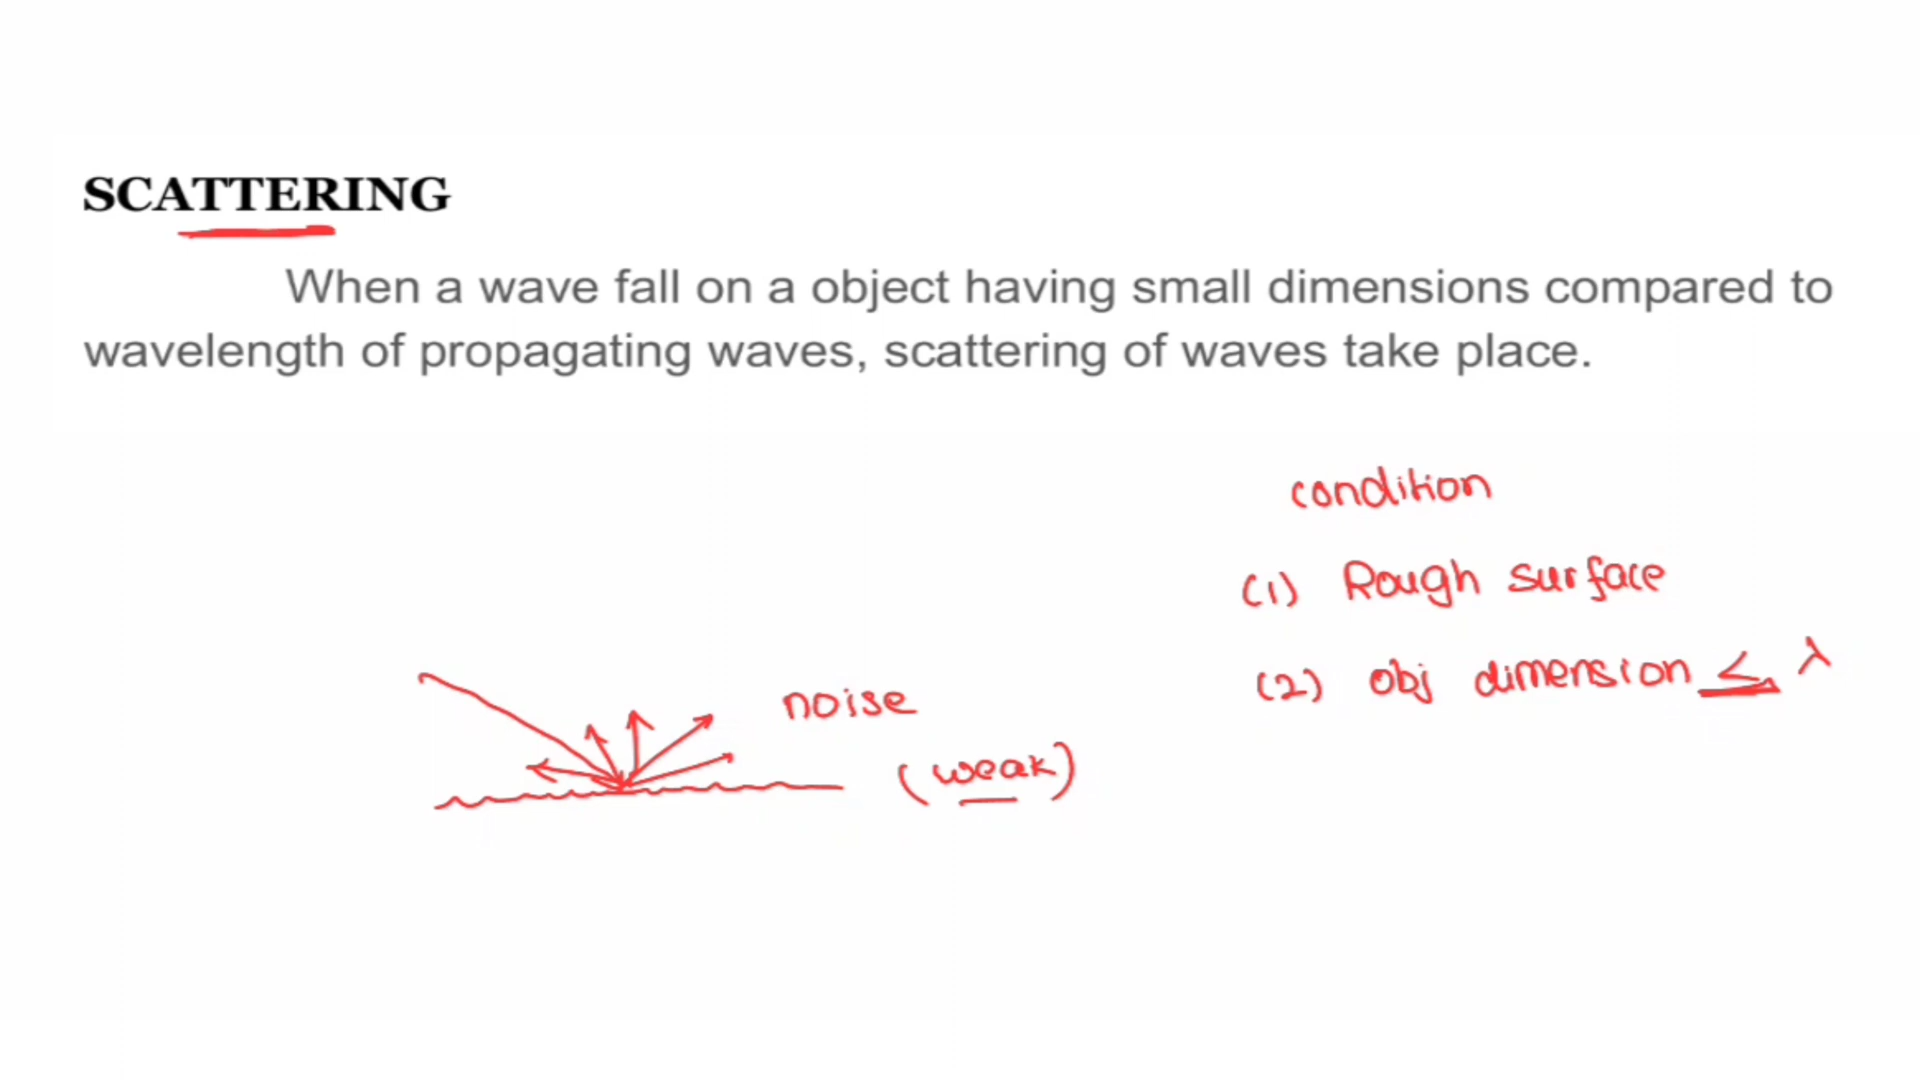 SCATTERING
When a wave fall on a object having small dimensions compared to
wavelength of propagating waves, scattering of waves take place.
condition
(1) Rough surface
(2) obj dimension ≤ λ
noise
(weak)